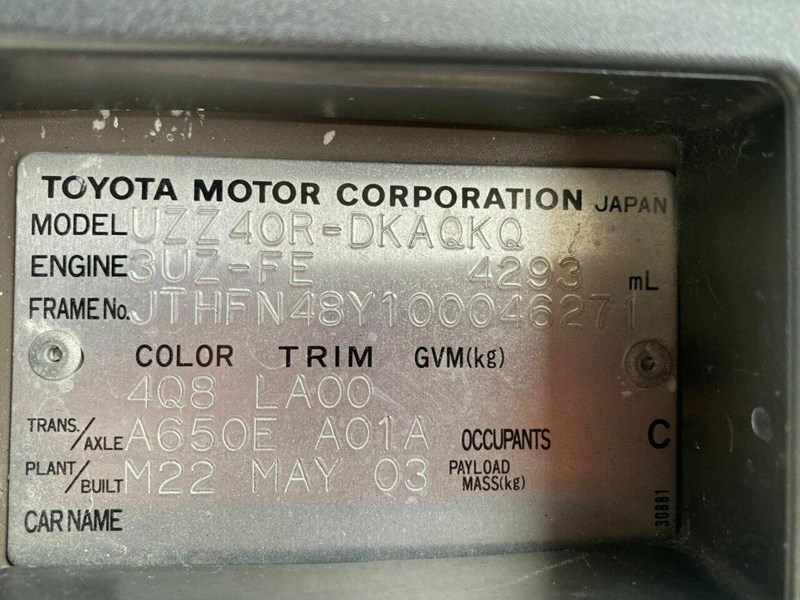 TOYOTA MOTOR CORPORATION JAPAN
MODEL UZZ40R-DKAQKQ
ENGINE 3UZ-FE 4293 mL
FRAME No. JTHFN48Y100046271
COLOR TRIM GVM(kg)
4Q8 LA00
TRANS./AXLE A650E A01A OCCUPANTS C
PLANT/BUILT M22 MAY 03 PAYLOAD MASS(kg)
CAR NAME
30881